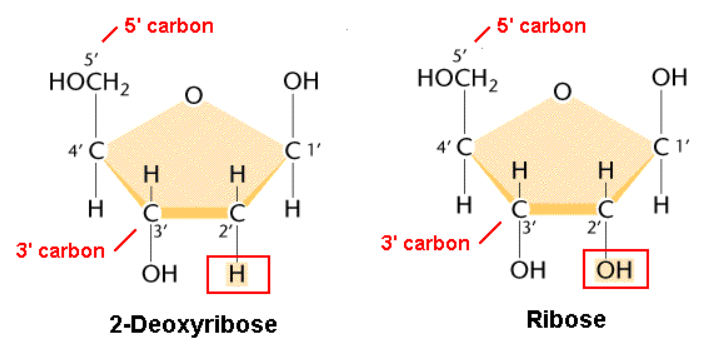 5' carbon
5′
HOCH₂
OH
O
4′ C
C 1′
H
H
H
H
C
C
3′
2′
3' carbon
OH
H
2-Deoxyribose
5' carbon
5′
HOCH₂
OH
O
4′ C
C 1′
H
H
H
H
C
C
3′
2′
3' carbon
OH
OH
Ribose